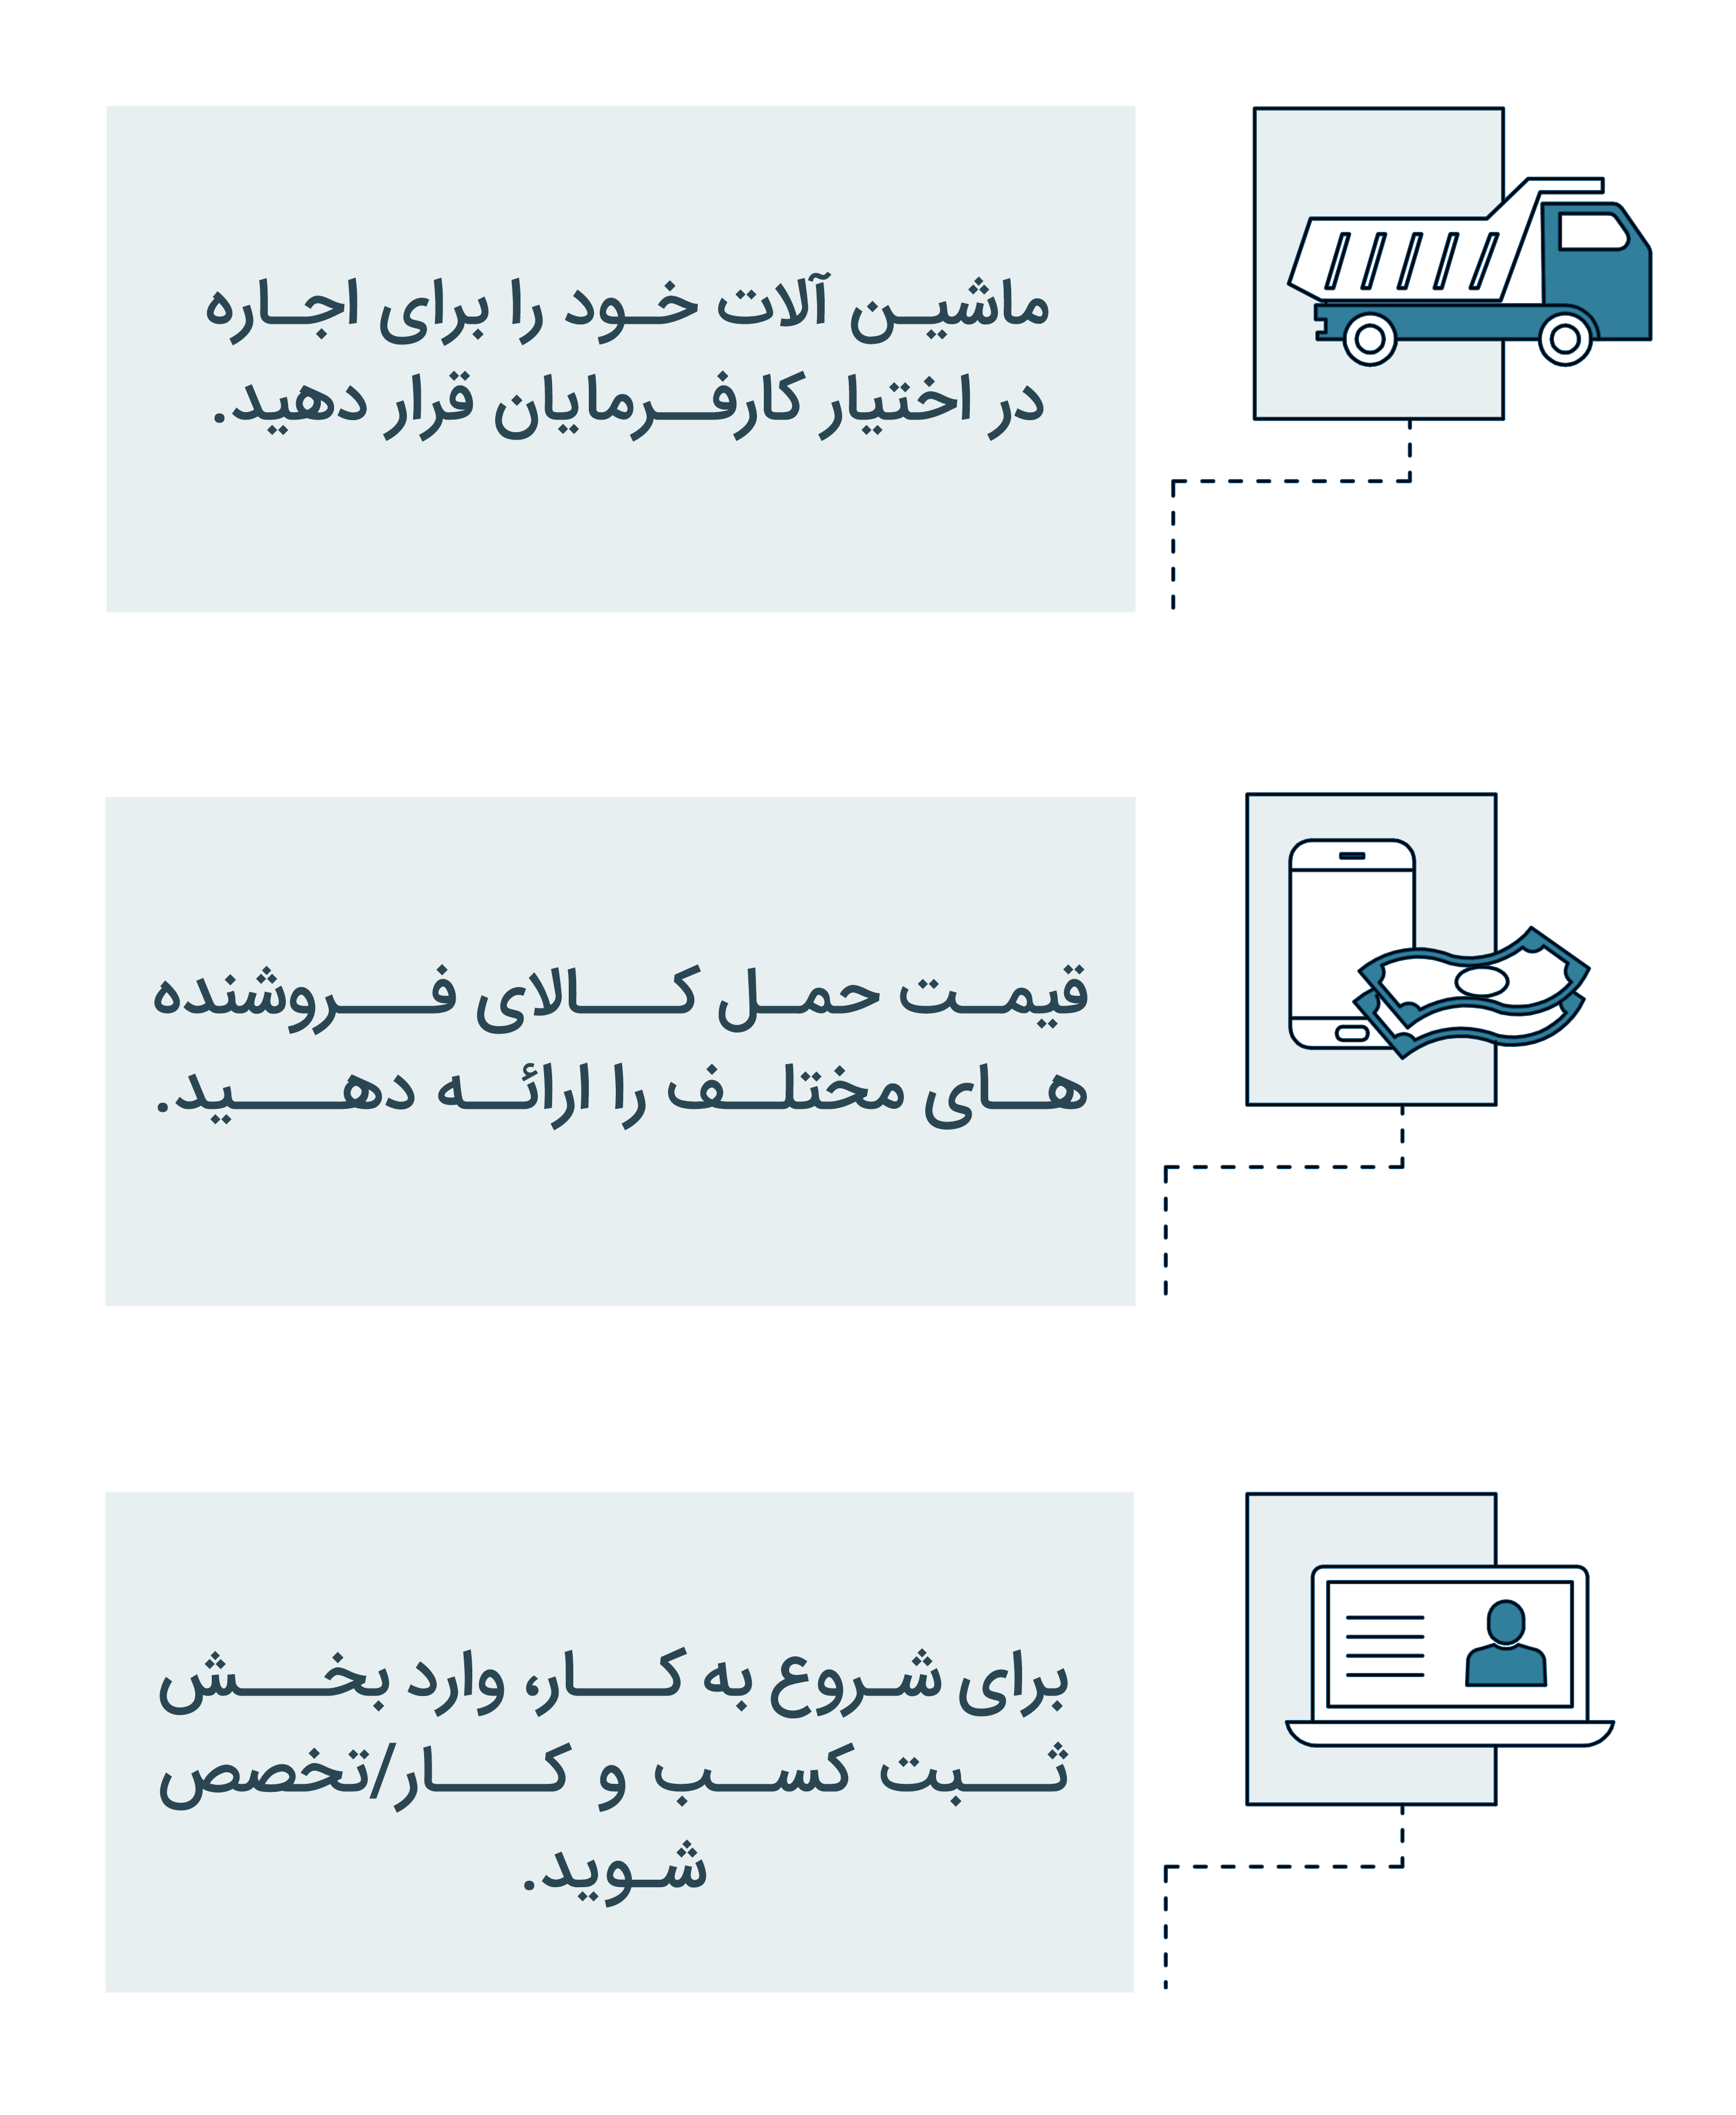 ماشین آلات خود را برای اجاره
در اختیار کارفرمایان قرار دهید.
قیمت حمل کالای فروشنده
های مختلف را ارائه دهید.
برای شروع به کار، وارد بخش
ثبت کسب و کار/تخصص
شوید.